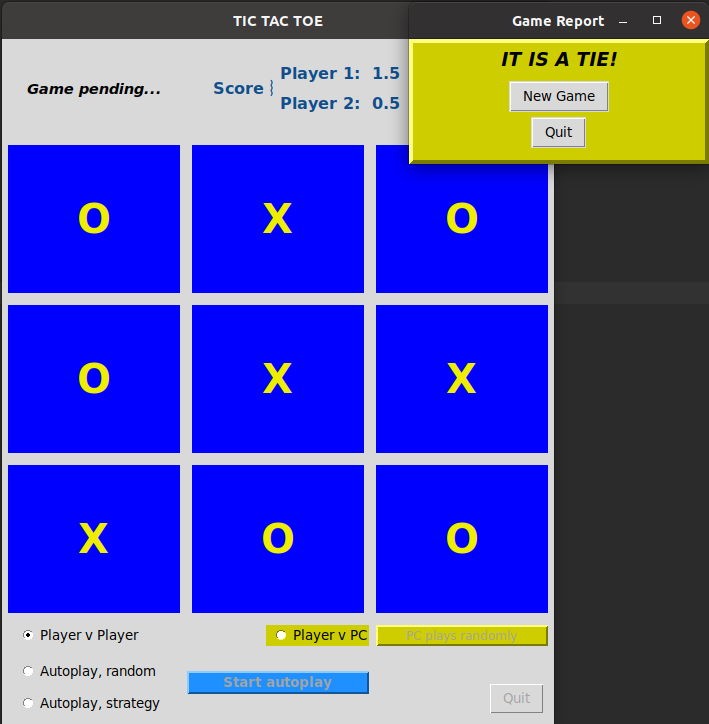 TIC TAC TOE
Game Report
IT IS A TIE!
New Game
Quit
Game pending...
Score
Player 1: 1.5
Player 2: 0.5
O X O
O X X
X O O
Player v Player
Player v PC
PC plays randomly
Autoplay, random
Start autoplay
Autoplay, strategy
Quit